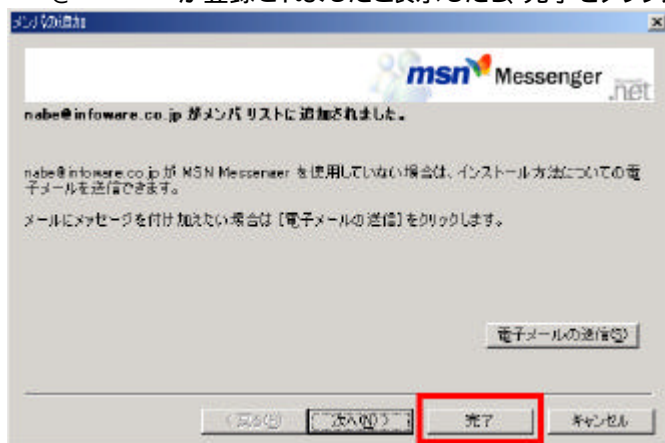 が登録されましたと表示したら、完了をクリック
メンバの追加
msn Messenger
.net
nabe@infoware.co.jp がメンバ リストに追加されました。
nabe@infoware.co.jp が MSN Messenger を使用していない場合は、インストール方法についての電
子メールを送信できます。
メールにメッセージを付け加えたい場合は [電子メールの送信] をクリックします。
電子メールの送信(S)
< 戻る(B)
次へ(N) >
完了
キャンセル